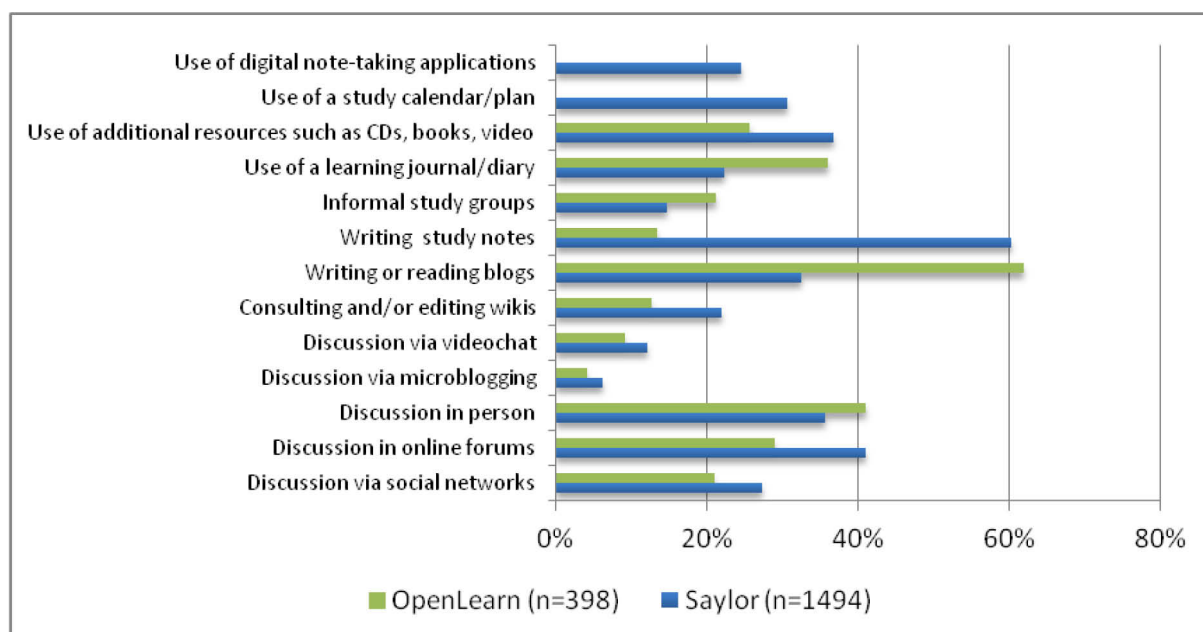 Use of digital note-taking applications
Use of a study calendar/plan
Use of additional resources such as CDs, books, video
Use of a learning journal/diary
Informal study groups
Writing study notes
Writing or reading blogs
Consulting and/or editing wikis
Discussion via videochat
Discussion via microblogging
Discussion in person
Discussion in online forums
Discussion via social networks
0% 20% 40% 60% 80%
OpenLearn (n=398) Saylor (n=1494)